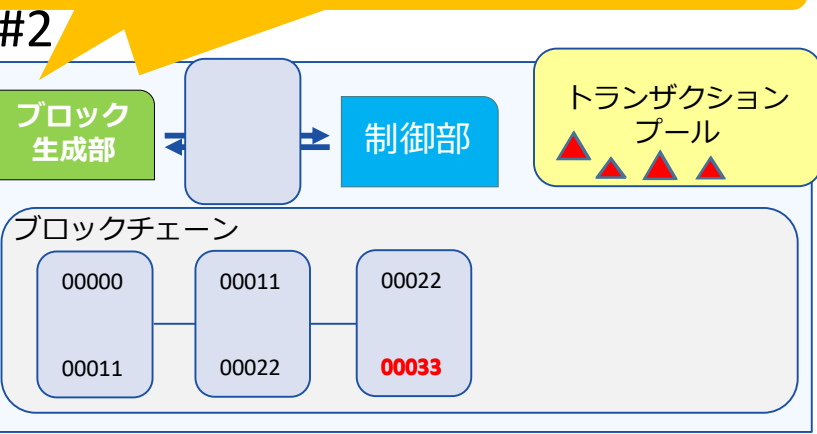 #2
ブロック
生成部
制御部
トランザクション
プール
ブロックチェーン
00000
00011
00011
00022
00022
00033